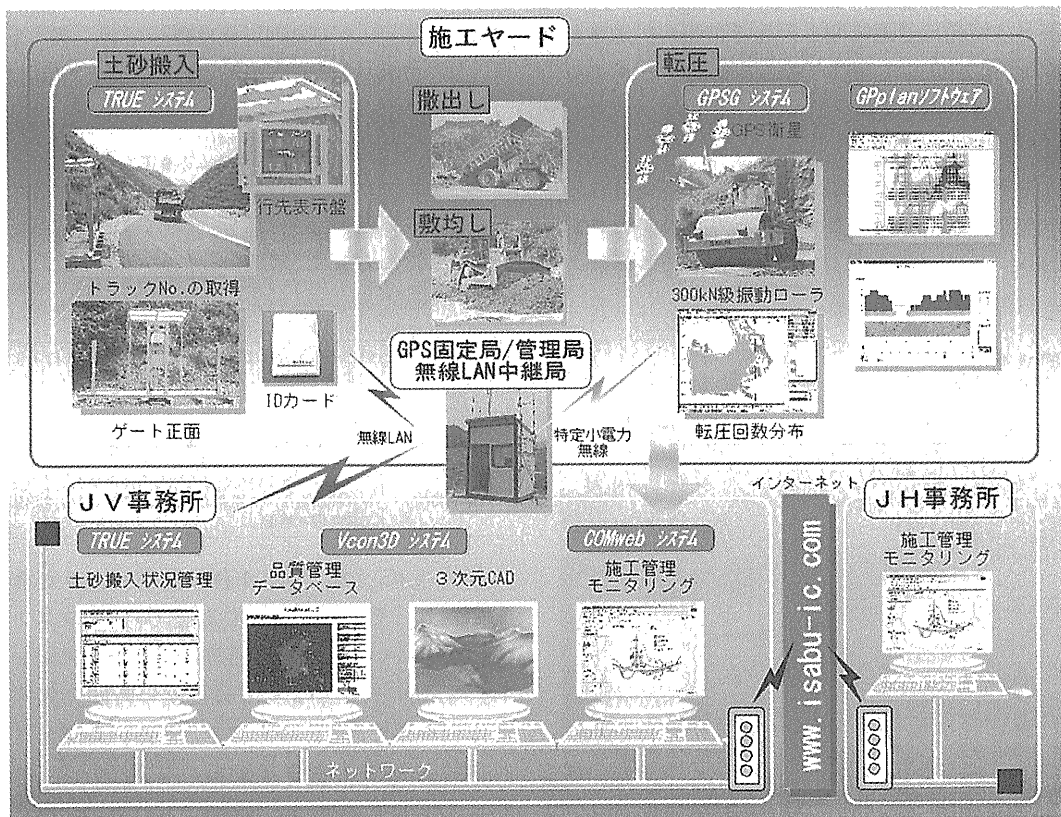 施工ヤード
土砂搬入
TRUE システム
行先表示盤
トラックNo.の取得
ゲート正面
IDカード
撒出し
敷均し
転圧
GPSG システム
GPplanソフトウェア
GPS衛星
300kN級振動ローラ
転圧回数分布
GPS固定局/管理局
無線LAN中継局
無線LAN
特定小電力
無線
JV事務所
TRUE システム
土砂搬入状況管理
Vcon3D システム
品質管理
データベース
3次元CAD
COMweb システム
施工管理
モニタリング
ネットワーク
インターネット
www.isabu-ic.com
JH事務所
施工管理
モニタリング